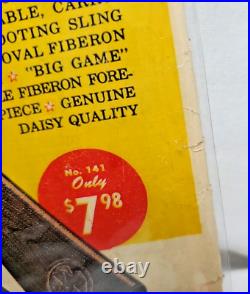 ABLE, CARR
OOTING SLING
OVAL FIBERON
★ "BIG GAME"
E FIBERON FORE-
PIECE ★ GENUINE
DAISY QUALITY
No. 141
Only
$7.98